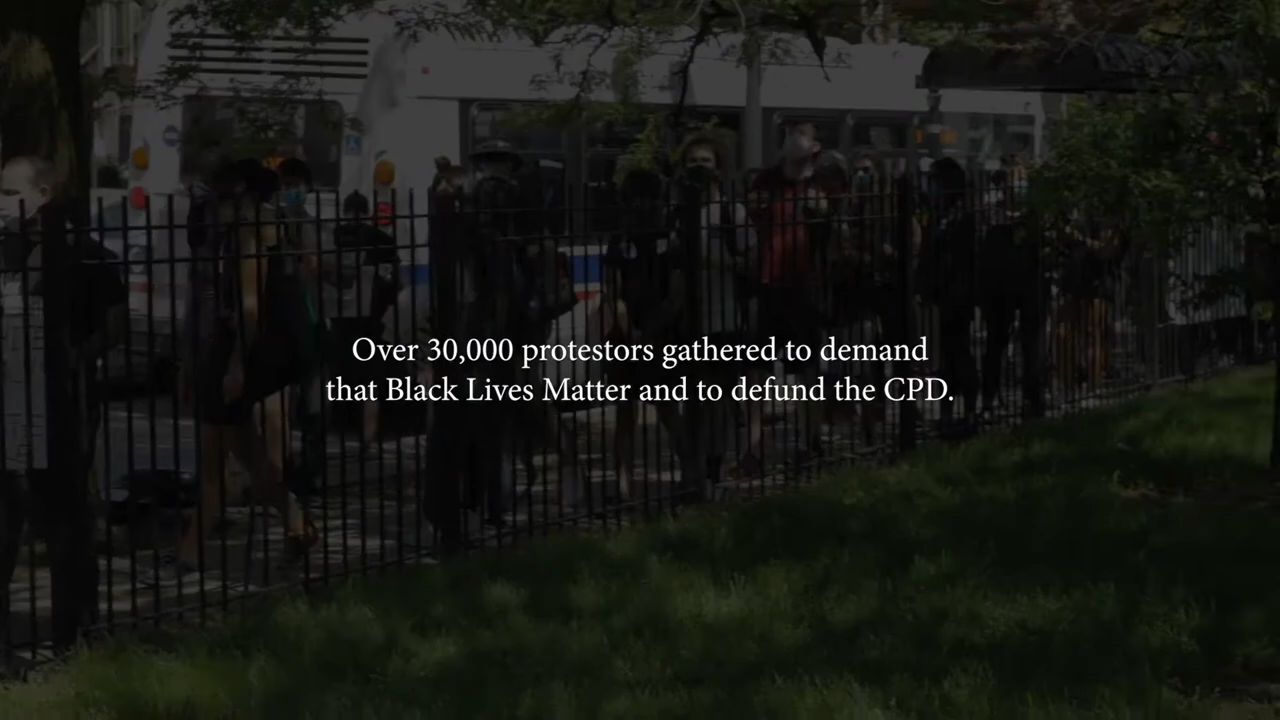 Over 30,000 protestors gathered to demand
that Black Lives Matter and to defund the CPD.